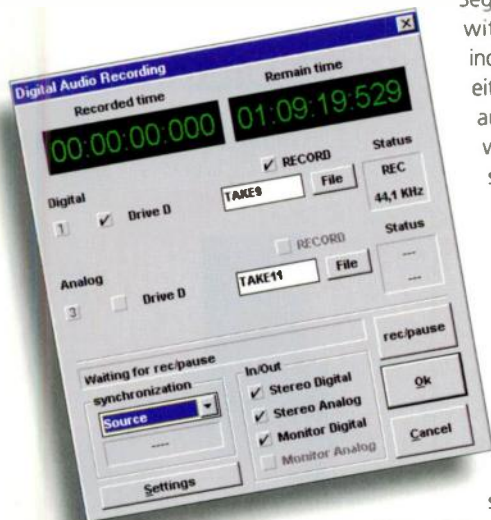 Digital Audio Recording
Recorded time
Remain time
00:00:00:000
01:09:19:529
Digital
1
Drive D
RECORD
TAKE9
File
Status
REC
44,1 KHz
Analog
3
Drive D
RECORD
TAKE11
File
Status
---
---
Waiting for rec/pause
rec/pause
synchronization
Source
----
Settings
In/Out
Stereo Digital
Stereo Analog
Monitor Digital
Monitor Analog
Ok
Cancel
wit